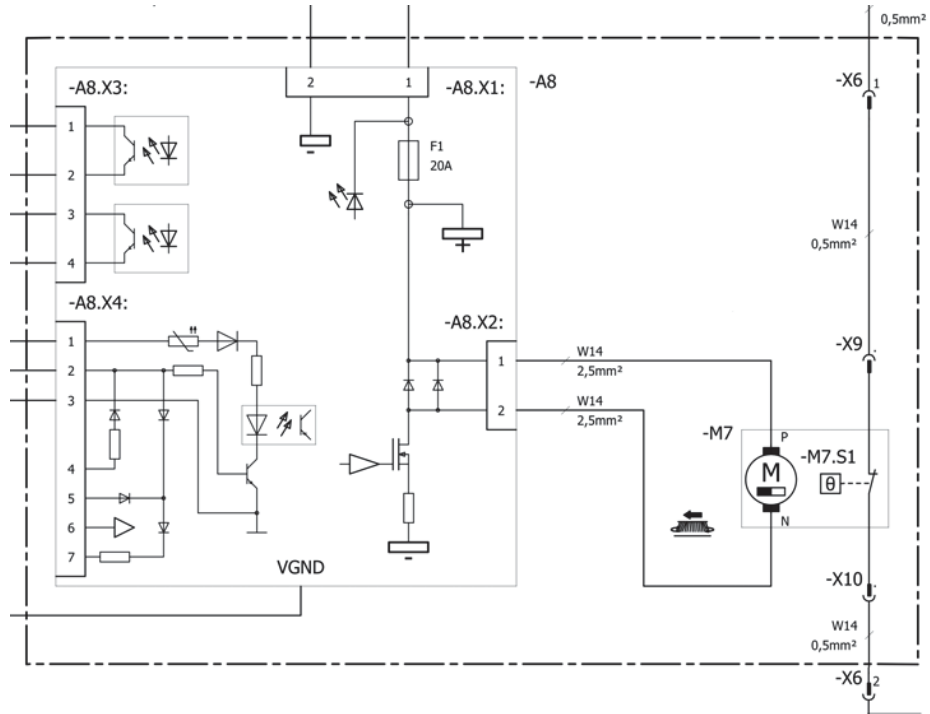 0,5mm²
-X6 1
-A8.X3:
2 1
-A8.X1:
-A8
1
2
3
4
F1
20A
-
+
W14
0,5mm²
-A8.X4:
-A8.X2:
1
2
3
4
5
6
7
1
2
W14
2,5mm²
W14
2,5mm²
-X9
-M7
P
M
N
-M7.S1
θ
VGND
-
-X10
W14
0,5mm²
-X6 2